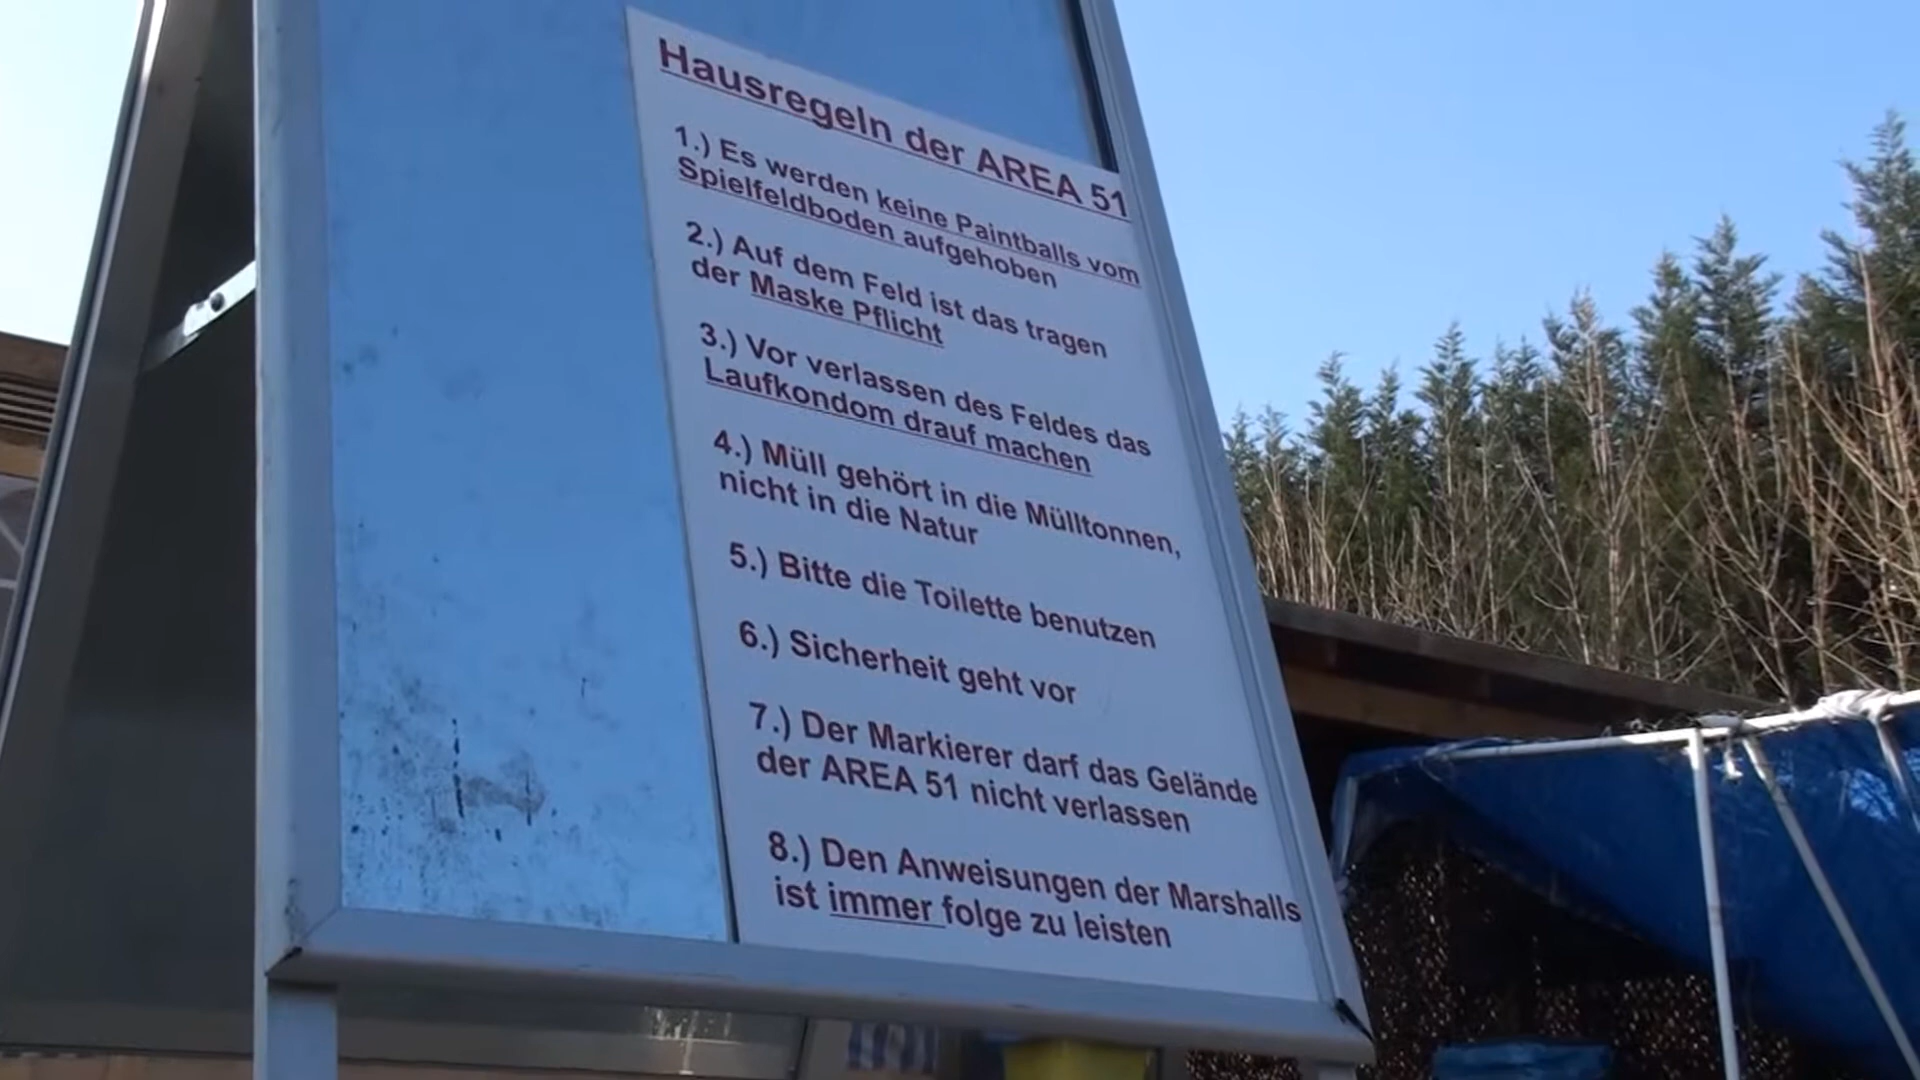 Hausregeln der AREA 51
1.) Es werden keine Paintballs vom
Spielfeldboden aufgehoben
2.) Auf dem Feld ist das tragen
der Maske Pflicht
3.) Vor verlassen des Feldes das
Laufkondom drauf machen
4.) Müll gehört in die Mülltonnen,
nicht in die Natur
5.) Bitte die Toilette benutzen
6.) Sicherheit geht vor
7.) Der Markierer darf das Gelände
der AREA 51 nicht verlassen
8.) Den Anweisungen der Marshalls
ist immer folge zu leisten